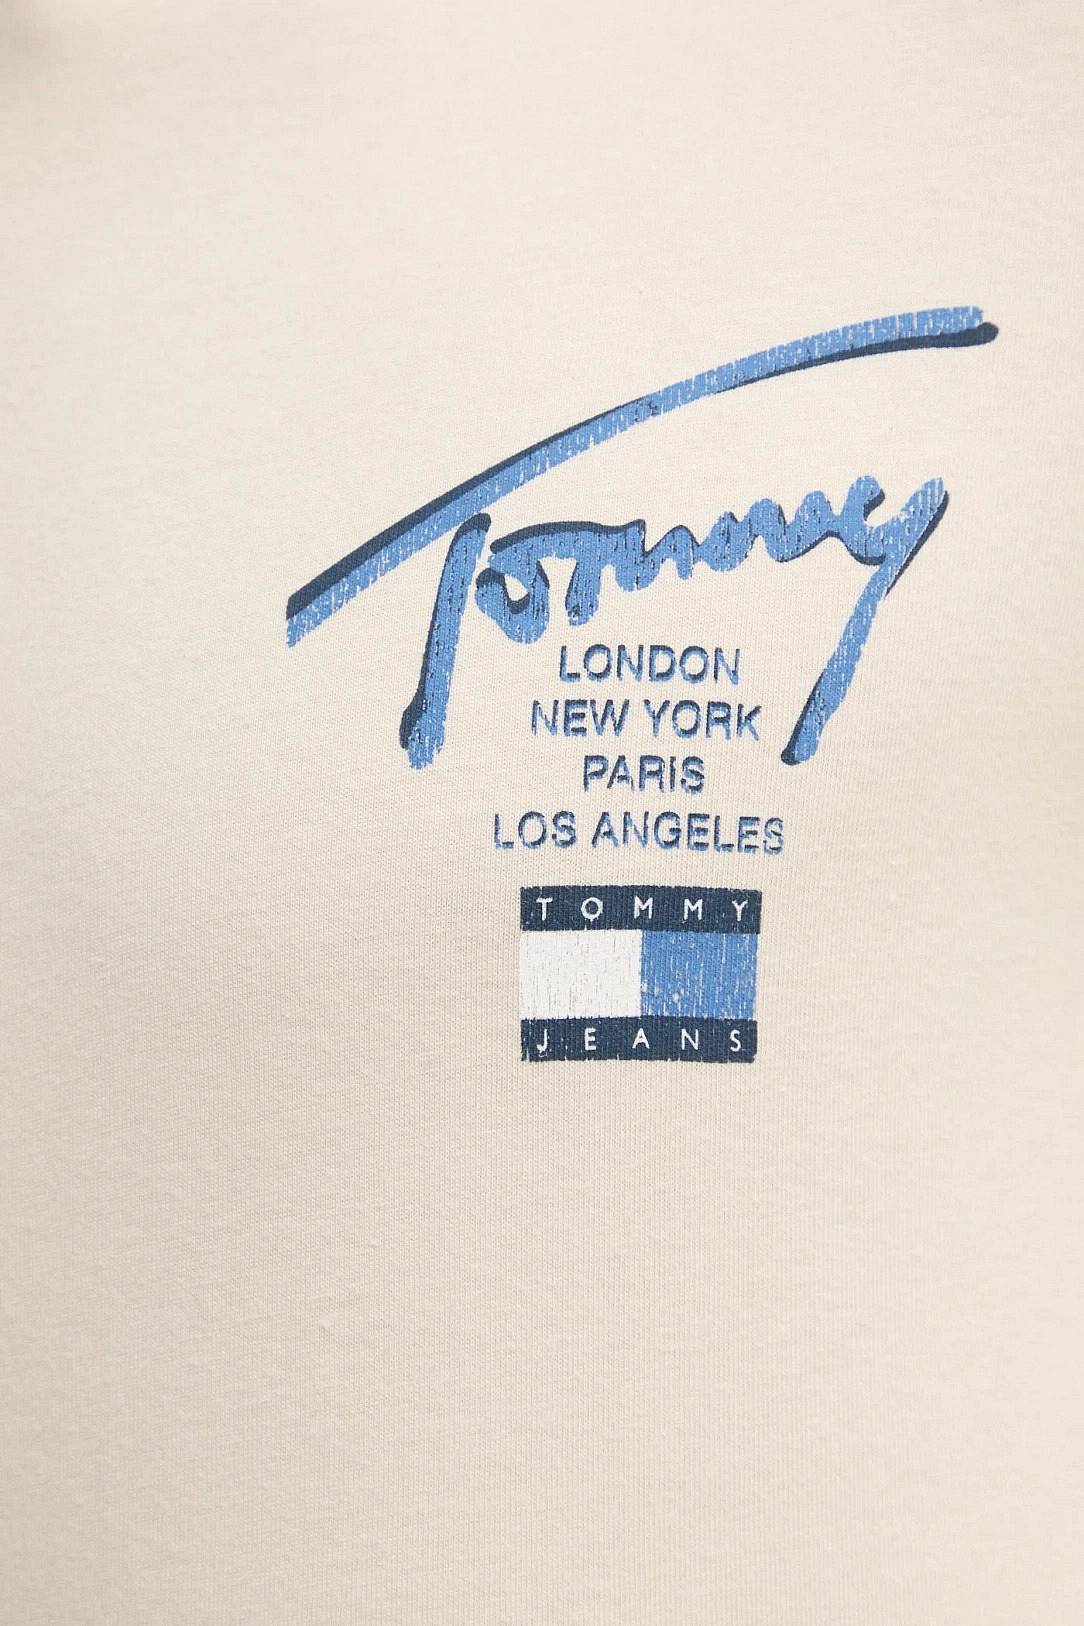 Tommy
LONDON
NEW YORK
PARIS
LOS ANGELES
TOMMY
JEANS